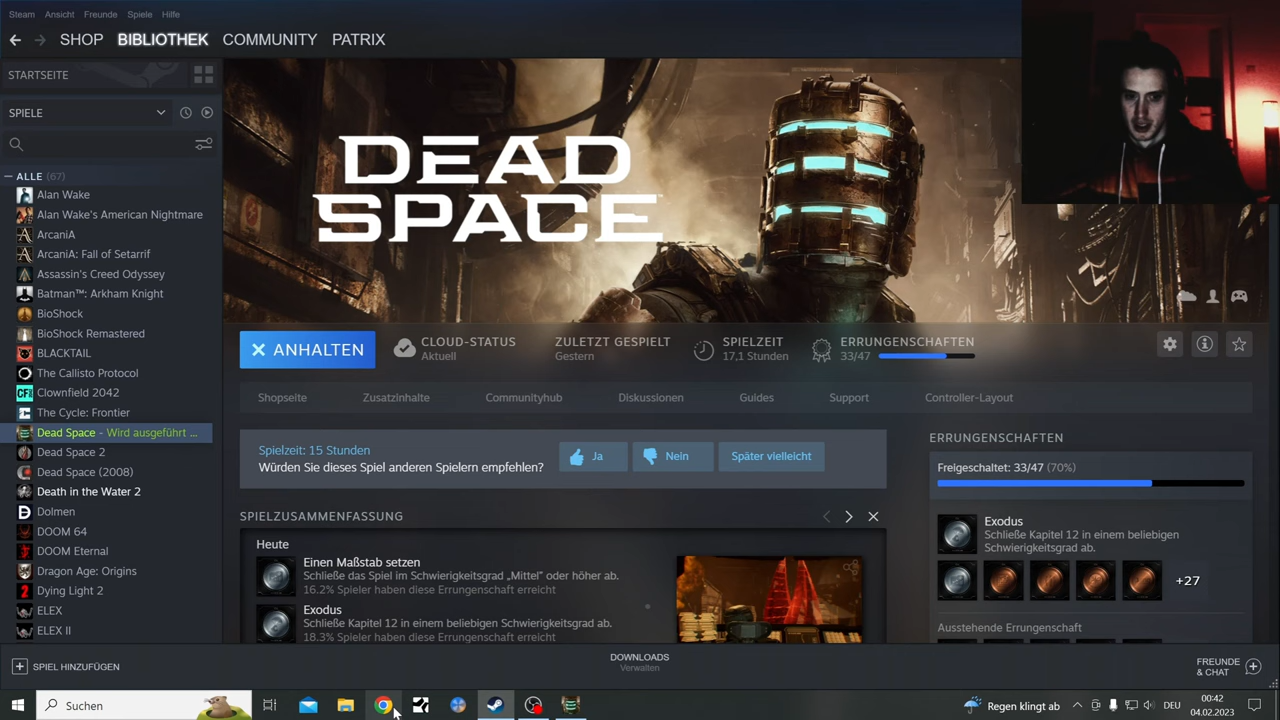 Steam Ansicht Freunde Spiele Hilfe
SHOP BIBLIOTHEK COMMUNITY PATRIX
STARTSEITE
SPIELE
ALLE (67)
Alan Wake
Alan Wake's American Nightmare
ArcaniA
ArcaniA: Fall of Setarrif
Assassin's Creed Odyssey
Batman™: Arkham Knight
BioShock
BioShock Remastered
BLACKTAIL
The Callisto Protocol
Clownfield 2042
The Cycle: Frontier
Dead Space - Wird ausgeführt ...
Dead Space 2
Dead Space (2008)
Death in the Water 2
Dolmen
DOOM 64
DOOM Eternal
Dragon Age: Origins
Dying Light 2
ELEX
ELEX II
DEAD
SPACE™
ANHALTEN
CLOUD-STATUS
Aktuell
ZULETZT GESPIELT
Gestern
SPIELZEIT
17,1 Stunden
ERRUNGENSCHAFTEN
33/47
Shopseite Zusatzinhalte Communityhub Diskussionen Guides Support Controller-Layout
Spielzeit: 15 Stunden
Würden Sie dieses Spiel anderen Spielern empfehlen?
Ja Nein Später vielleicht
SPIELZUSAMMENFASSUNG
Heute
Einen Maßstab setzen
Schließe das Spiel im Schwierigkeitsgrad „Mittel" oder höher ab.
16.2% Spieler haben diese Errungenschaft erreicht
Exodus
Schließe Kapitel 12 in einem beliebigen Schwierigkeitsgrad ab.
18.3% Spieler haben diese Errungenschaft erreicht
ERRUNGENSCHAFTEN
Freigeschaltet: 33/47 (70%)
Exodus
Schließe Kapitel 12 in einem beliebigen
Schwierigkeitsgrad ab.
+27
Ausstehende Errungenschaft
SPIEL HINZUFÜGEN
DOWNLOADS
Verwalten
FREUNDE
& CHAT
Suchen
Regen klingt ab
DEU
00:42
04.02.2023